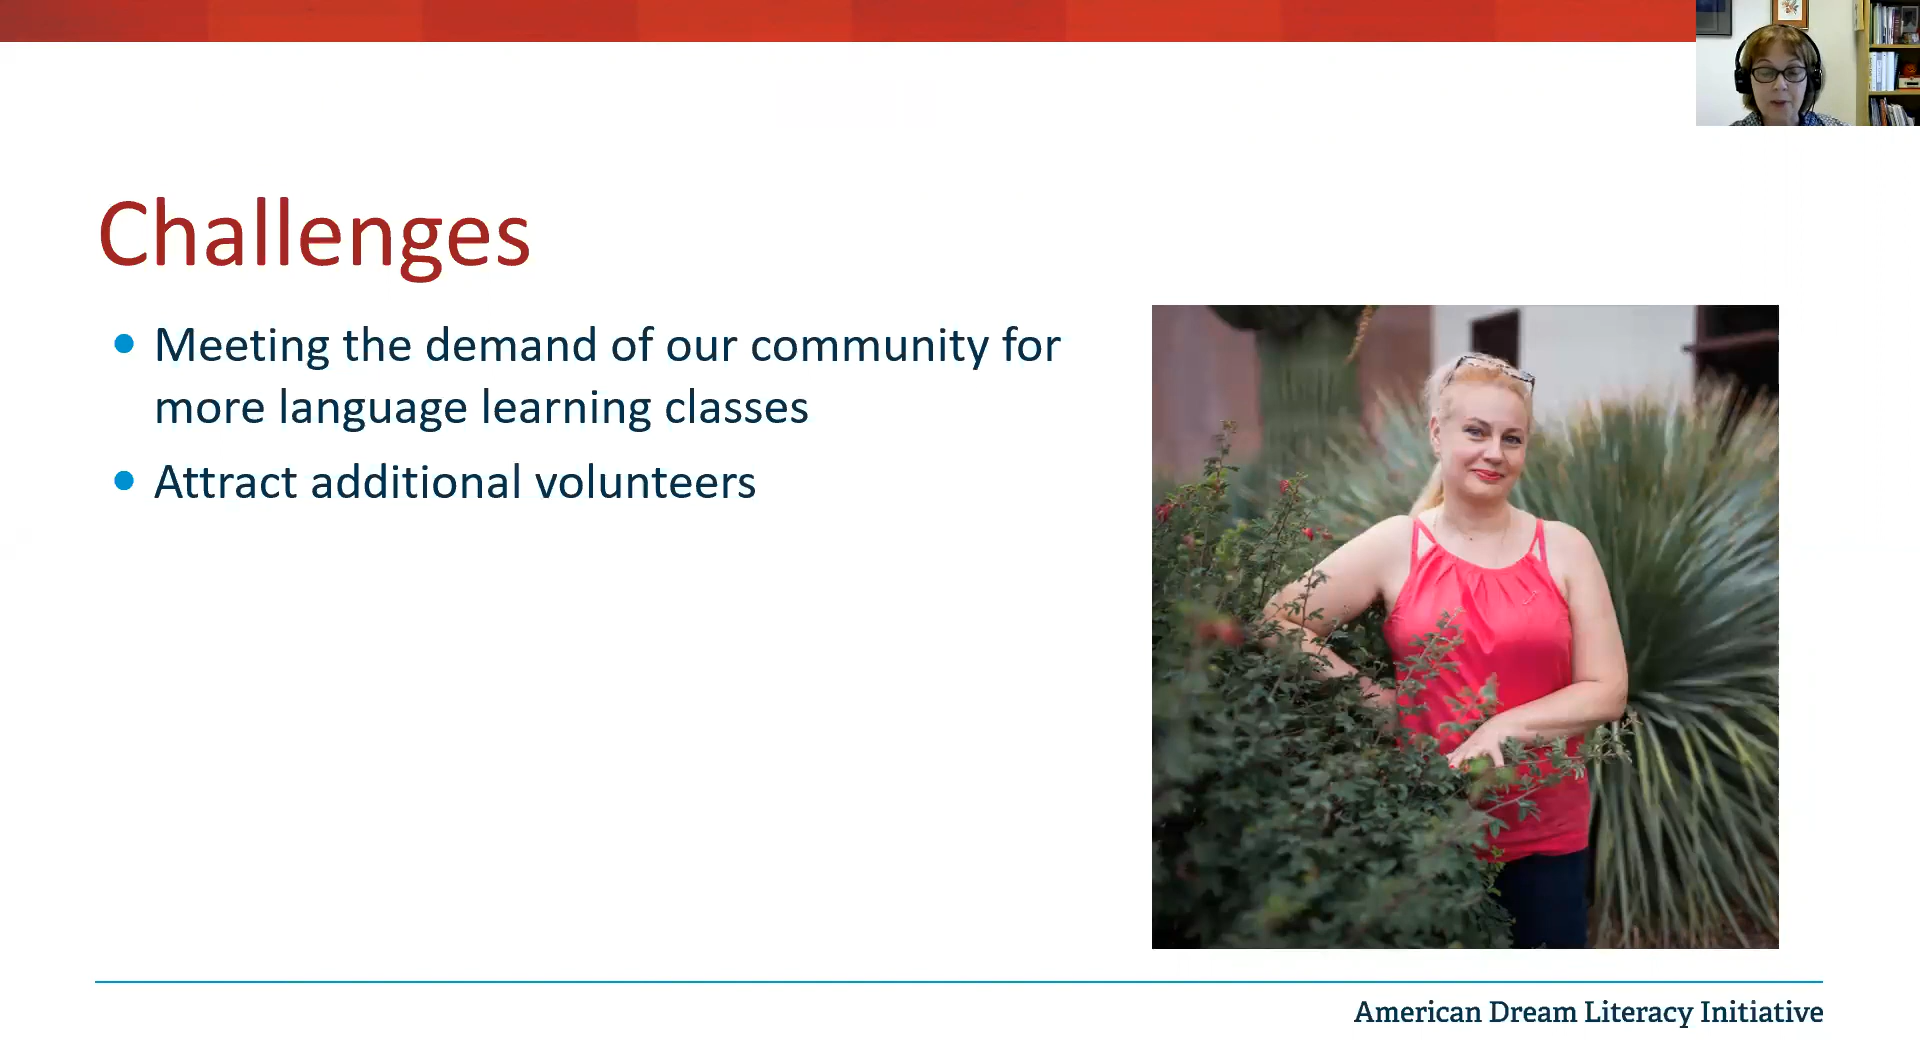 Challenges
Meeting the demand of our community for
more language learning classes
Attract additional volunteers
American Dream Literacy Initiative